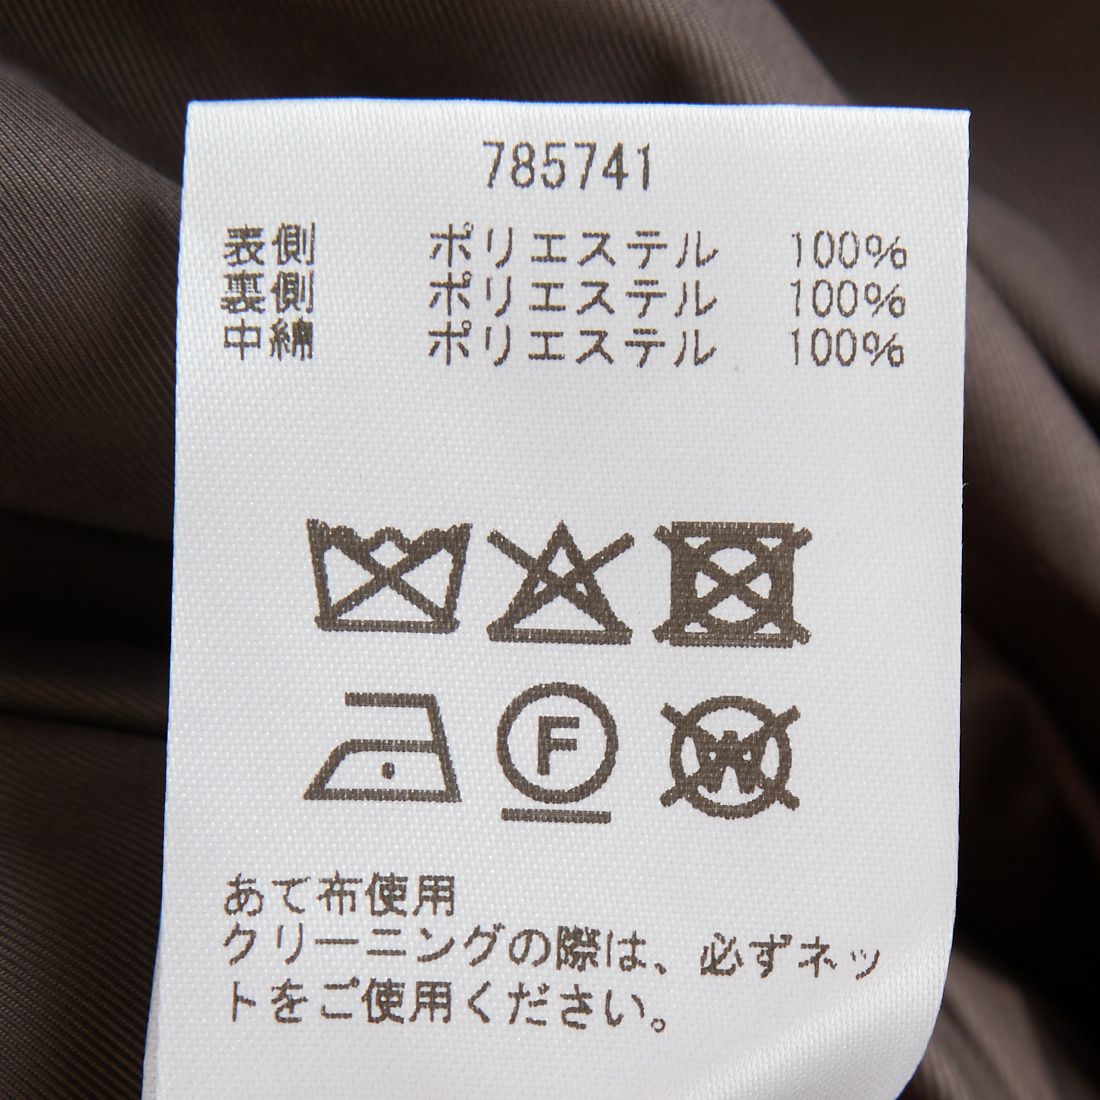 785741
表側 ポリエステル 100%
裏側 ポリエステル 100%
中綿 ポリエステル 100%
F
W
あて布使用
クリーニングの際は、必ずネッ
トをご使用ください。